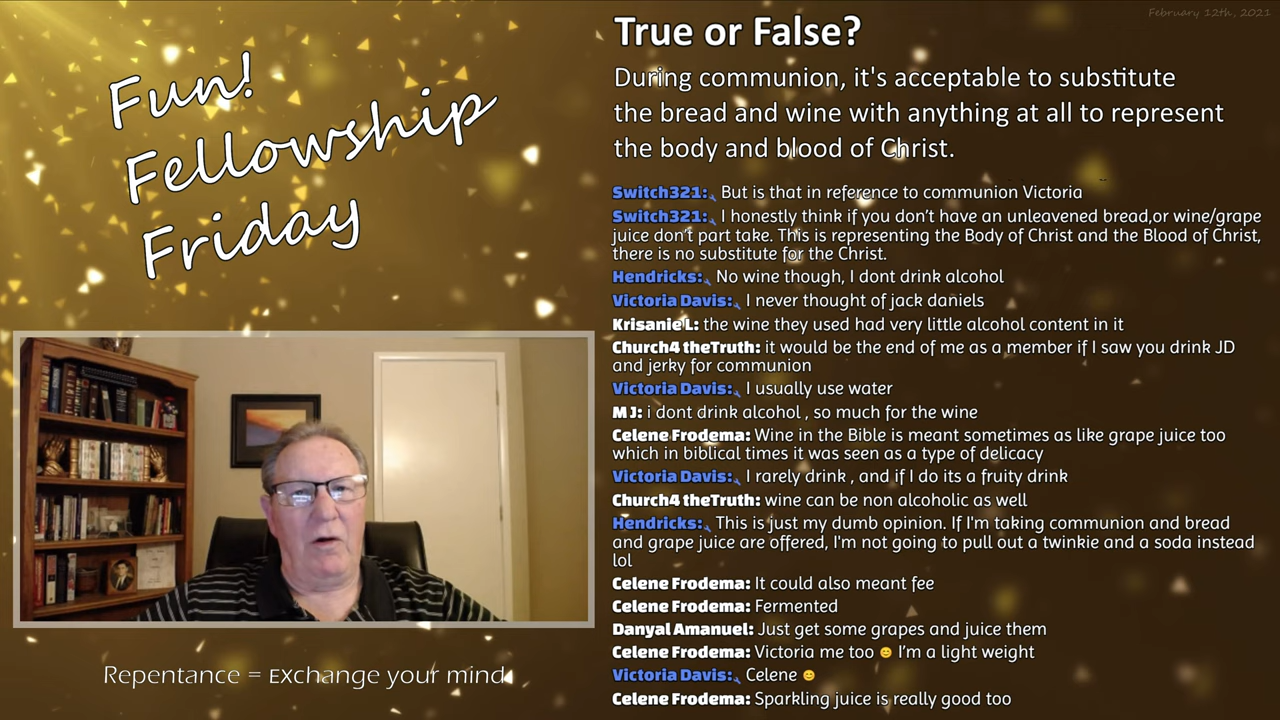 February 12th, 2021
Fun!
Fellowship
Friday
Repentance = EXchange your mind
True or False?
During communion, it's acceptable to substitute
the bread and wine with anything at all to represent
the body and blood of Christ.
Switch321: But is that in reference to communion Victoria
Switch321: I honestly think if you don't have an unleavened bread,or wine/grape
juice don't part take. This is representing the Body of Christ and the Blood of Christ,
there is no substitute for the Christ.
Hendricks: No wine though, I dont drink alcohol
Victoria Davis: I never thought of jack daniels
Krisanie L: the wine they used had very little alcohol content in it
Church4 theTruth: it would be the end of me as a member if I saw you drink JD
and jerky for communion
Victoria Davis: I usually use water
M J: i dont drink alcohol , so much for the wine
Celene Frodema: Wine in the Bible is meant sometimes as like grape juice too
which in biblical times it was seen as a type of delicacy
Victoria Davis: I rarely drink , and if I do its a fruity drink
Church4 theTruth: wine can be non alcoholic as well
Hendricks: This is just my dumb opinion. If I'm taking communion and bread
and grape juice are offered, I'm not going to pull out a twinkie and a soda instead
lol
Celene Frodema: It could also meant fee
Celene Frodema: Fermented
Danyal Amanuel: Just get some grapes and juice them
Celene Frodema: Victoria me too 😊 I'm a light weight
Victoria Davis: Celene 😊
Celene Frodema: Sparkling juice is really good too